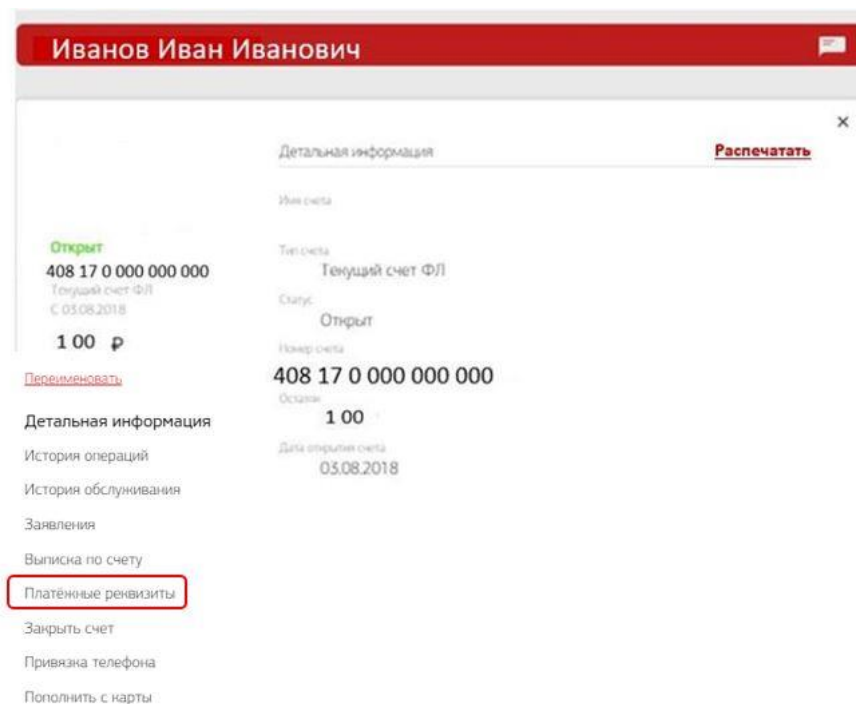 Иванов Иван Иванович
Детальная информация
Распечатать
Имя счета
Открыт
408 17 0 000 000 000
Текущий счет ФЛ
С 03.08.2018
1 00 ₽
Переименовать
Детальная информация
История операций
История обслуживания
Заявления
Выписка по счету
Платёжные реквизиты
Закрыть счет
Привязка телефона
Пополнить с карты
Тип счета
Текущий счет ФЛ
Статус
Открыт
Номер счета
408 17 0 000 000 000
Остаток
1 00
Дата открытия счета
03.08.2018